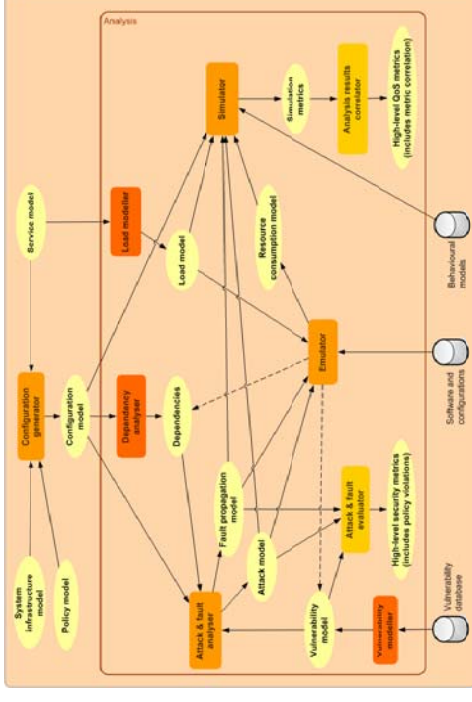 Analysis
System
infrastructure
model
Policy model
Configuration
generator
Configuration
model
Service model
Load modeller
Load model
Dependency
analyser
Dependencies
Attack & fault
analyser
Fault propagation
model
Attack model
Vulnerability
model
Vulnerability
modeller
Attack & fault
evaluator
High-level security metrics
(includes policy violations)
Emulator
Resource
consumption model
Simulator
Simulation
metrics
Analysis results
correlator
High-level QoS metrics
(includes metric correlation)
Vulnerability
database
Software and
configurations
Behavioural
models